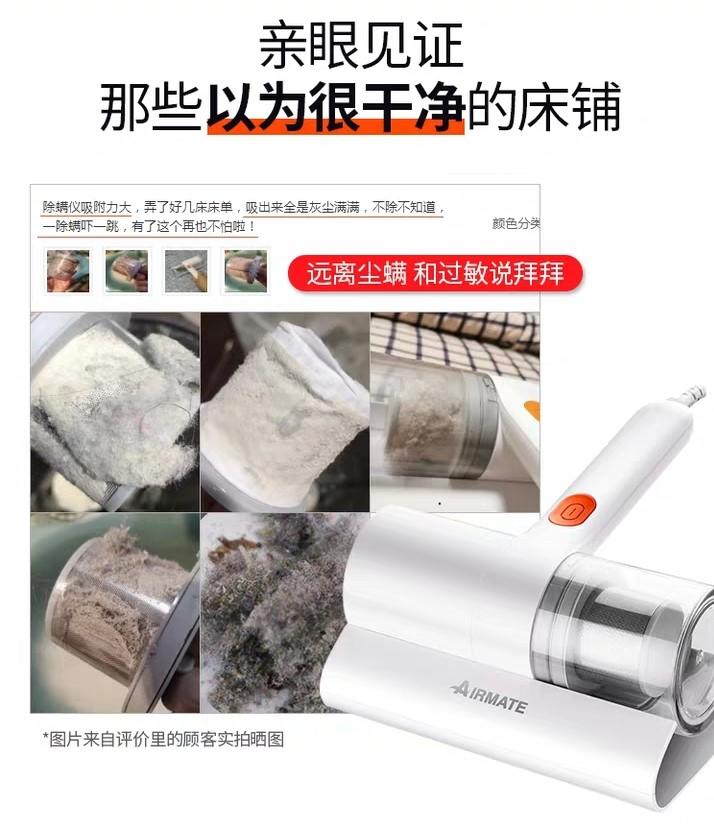 亲眼见证
那些以为很干净的床铺
除螨仪吸附力大，弄了好几床床单，吸出来全是灰尘满满，不除不知道，
一除螨吓一跳，有了这个再也不怕啦！
颜色分类
远离尘螨 和过敏说拜拜
AIRMATE
*图片来自评价里的顾客实拍晒图